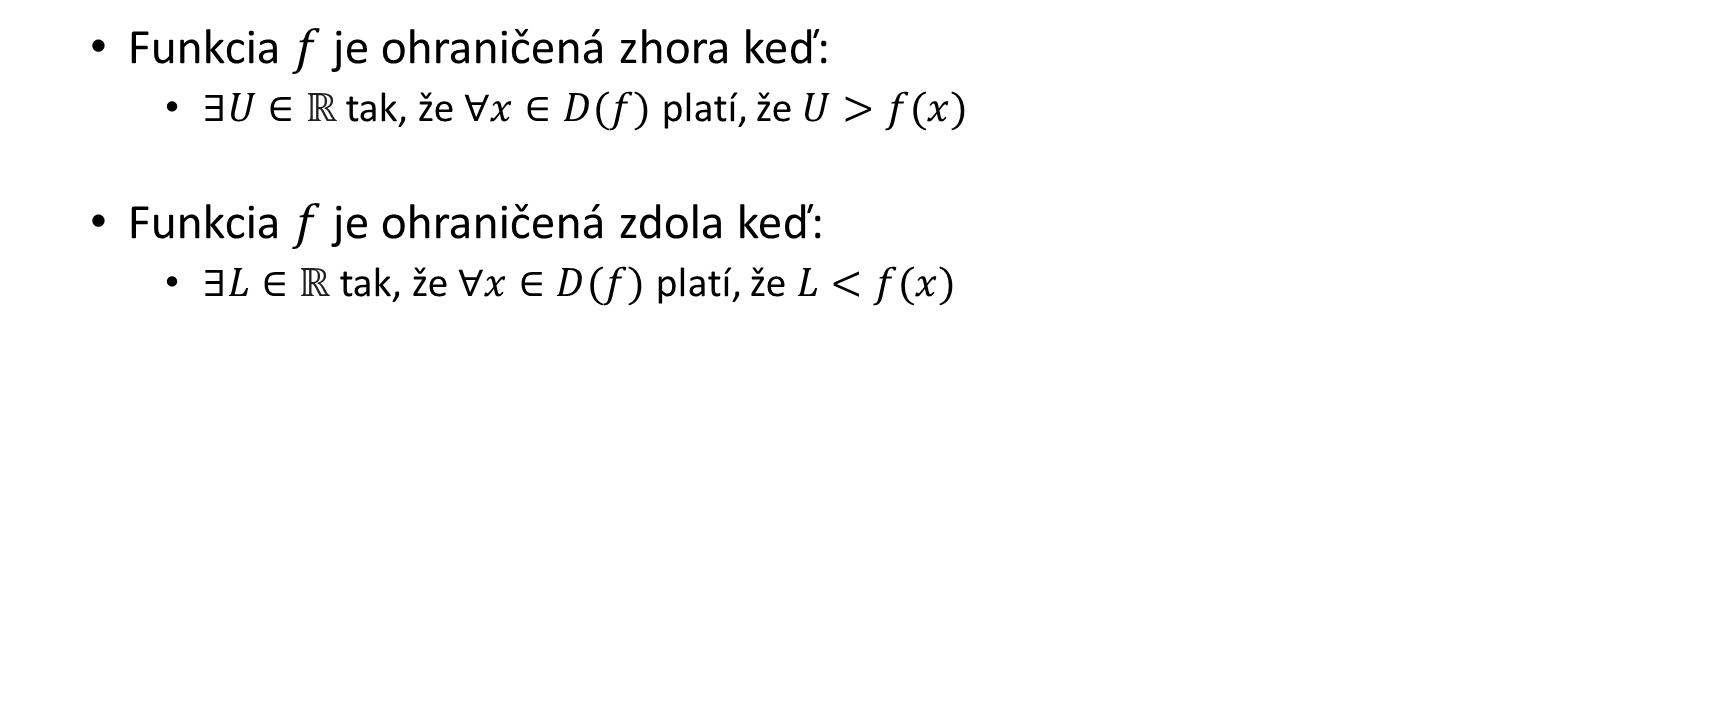 • Funkcia 𝑓 je ohraničená zhora keď:
• ∃𝑈 ∈ ℝ tak, že ∀𝑥 ∈ 𝐷(𝑓) platí, že 𝑈 > 𝑓(𝑥)
• Funkcia 𝑓 je ohraničená zdola keď:
• ∃𝐿 ∈ ℝ tak, že ∀𝑥 ∈ 𝐷(𝑓) platí, že 𝐿 < 𝑓(𝑥)